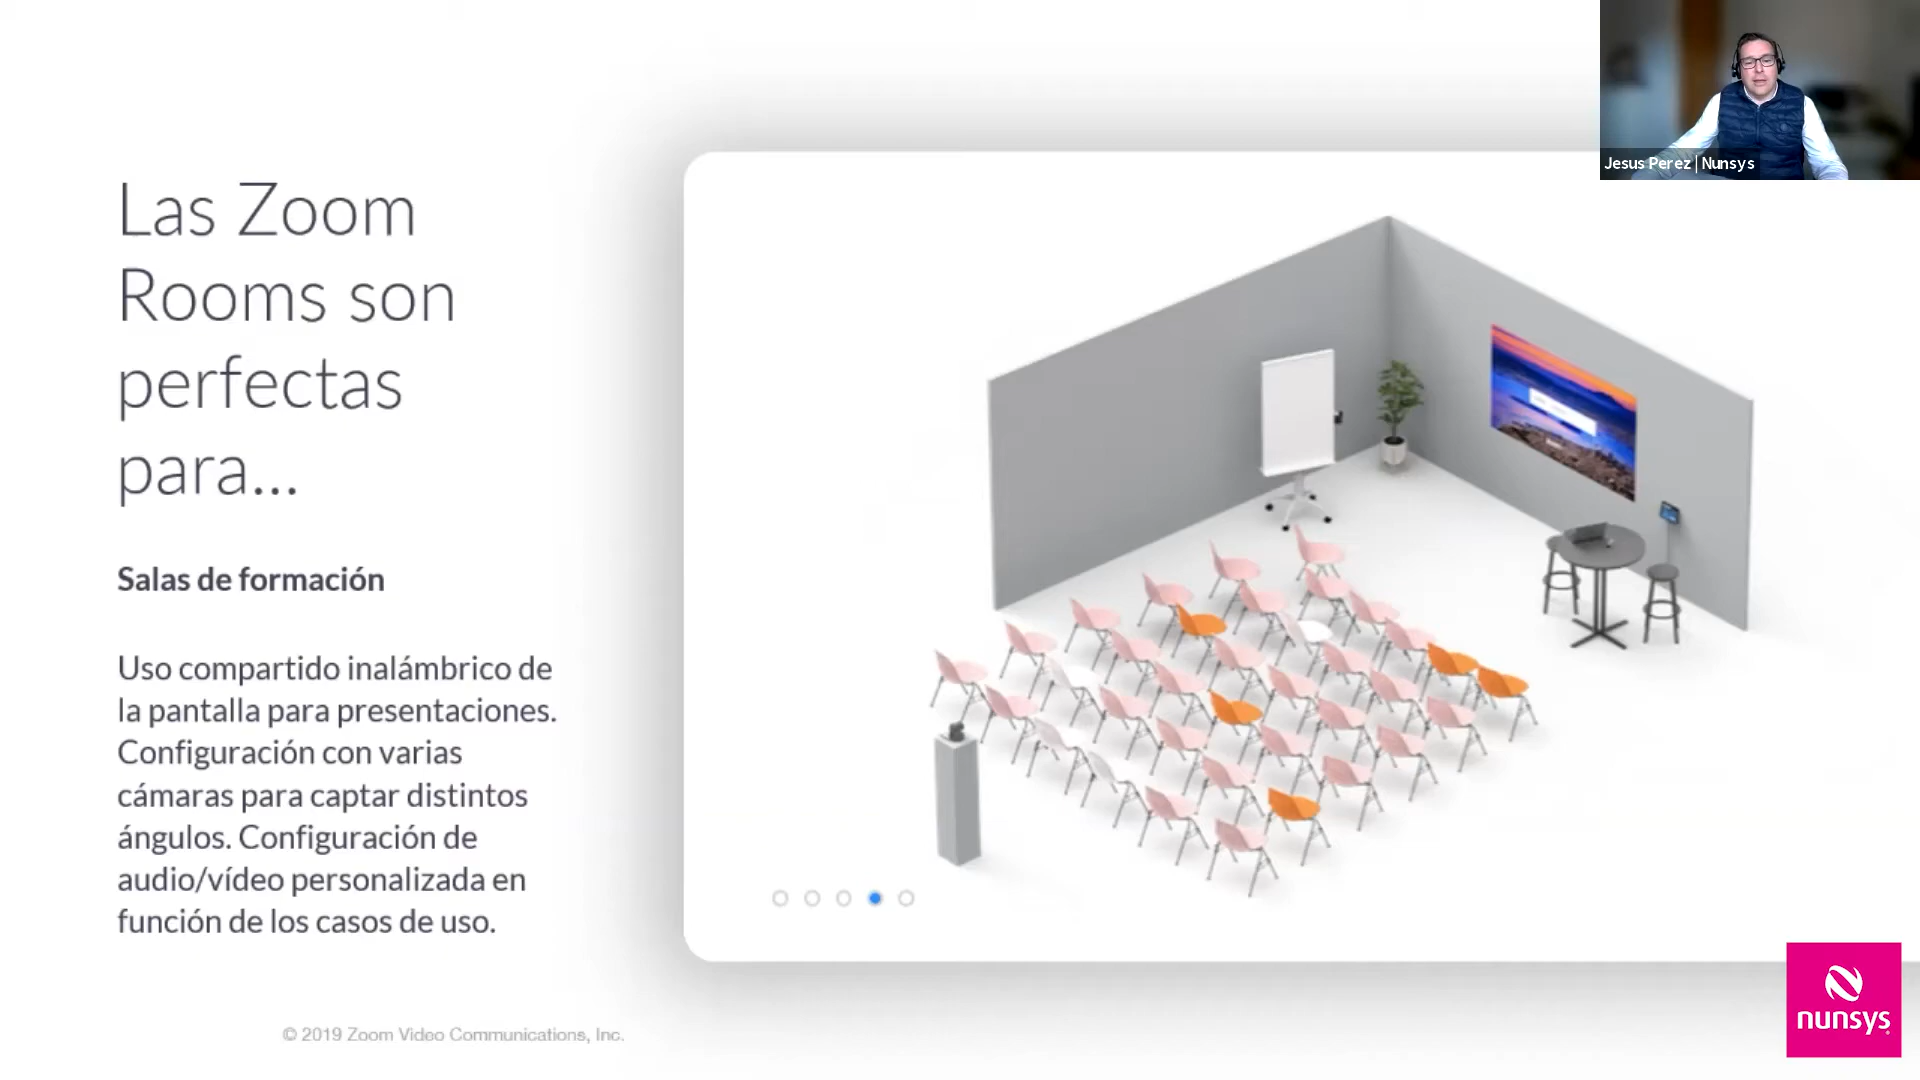 Las Zoom
Rooms son
perfectas
para...
Salas de formación
Uso compartido inalámbrico de
la pantalla para presentaciones.
Configuración con varias
cámaras para captar distintos
ángulos. Configuración de
audio/vídeo personalizada en
función de los casos de uso.
© 2019 Zoom Video Communications, Inc.
Jesus Perez | Nunsys
nunsys